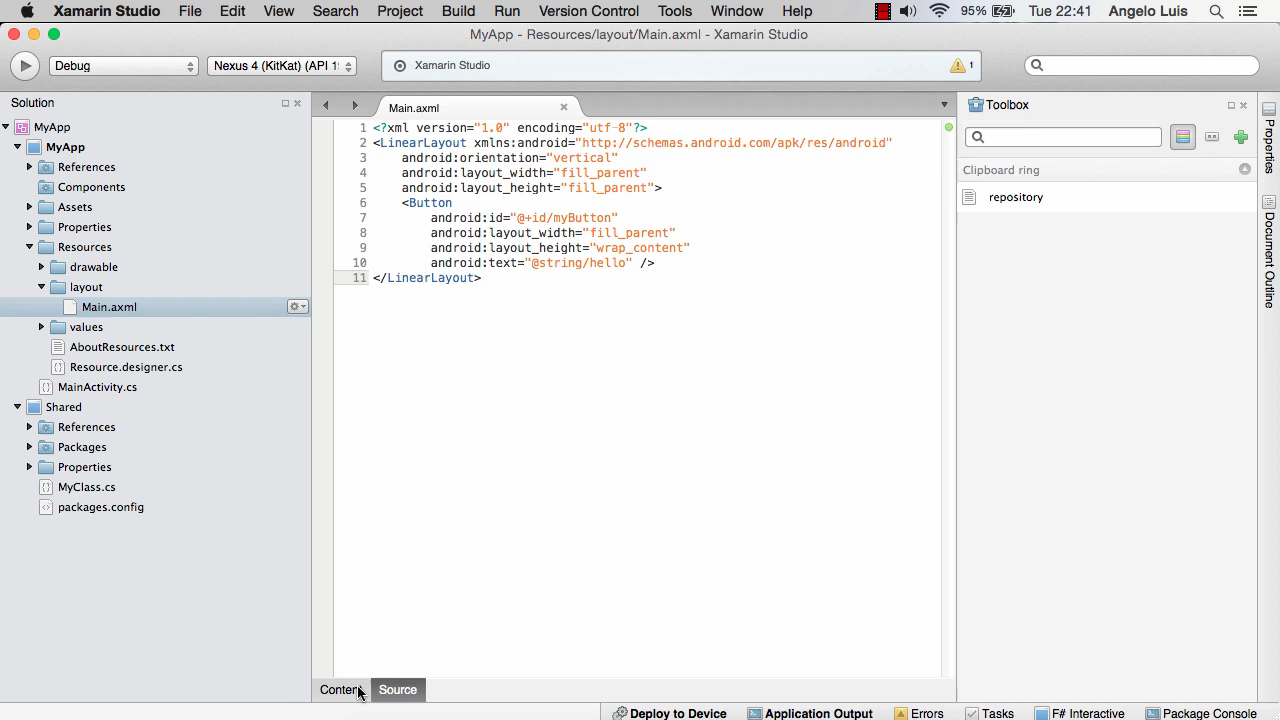 Xamarin Studio File Edit View Search Project Build Run Version Control Tools Window Help 95% Tue 22:41 Angelo Luis
MyApp - Resources/layout/Main.axml - Xamarin Studio
Debug
Nexus 4 (KitKat) (API 1
Xamarin Studio
1
Solution
MyApp
MyApp
References
Components
Assets
Properties
Resources
drawable
layout
Main.axml
values
AboutResources.txt
Resource.designer.cs
MainActivity.cs
Shared
References
Packages
Properties
MyClass.cs
packages.config
Main.axml
1 <?xml version="1.0" encoding="utf-8"?>
2 <LinearLayout xmlns:android="http://schemas.android.com/apk/res/android"
3 android:orientation="vertical"
4 android:layout_width="fill_parent"
5 android:layout_height="fill_parent">
6 <Button
7 android:id="@+id/myButton"
8 android:layout_width="fill_parent"
9 android:layout_height="wrap_content"
10 android:text="@string/hello" />
11 </LinearLayout>
Content Source
Toolbox
Clipboard ring
repository
Properties
Document Outline
Deploy to Device Application Output Errors Tasks F# Interactive Package Console